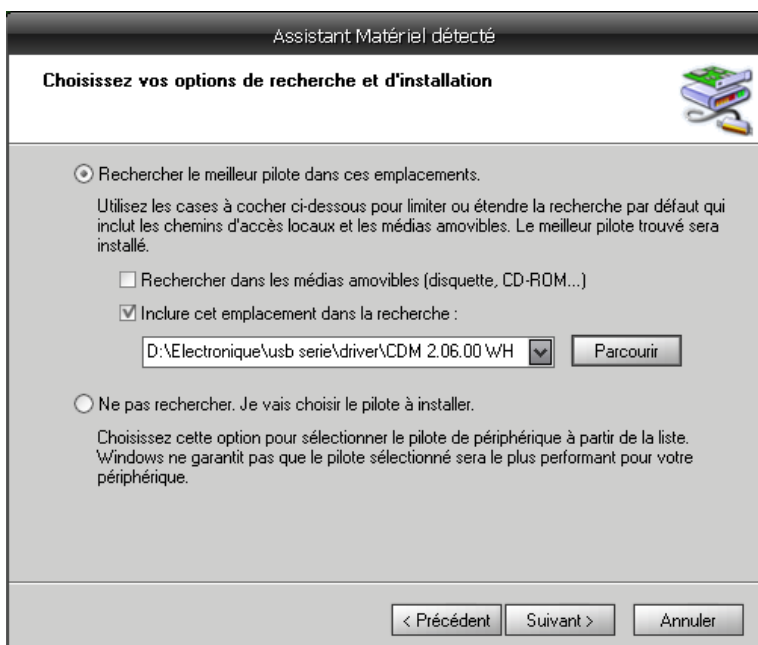 Assistant Matériel détecté
Choisissez vos options de recherche et d'installation
Rechercher le meilleur pilote dans ces emplacements.
Utilisez les cases à cocher ci-dessous pour limiter ou étendre la recherche par défaut qui
inclut les chemins d'accès locaux et les médias amovibles. Le meilleur pilote trouvé sera
installé.
Rechercher dans les médias amovibles (disquette, CD-ROM...)
Inclure cet emplacement dans la recherche :
D:\Electronique\usb serie\driver\CDM 2.06.00 WH
Parcourir
Ne pas rechercher. Je vais choisir le pilote à installer.
Choisissez cette option pour sélectionner le pilote de périphérique à partir de la liste.
Windows ne garantit pas que le pilote sélectionné sera le plus performant pour votre
périphérique.
< Précédent
Suivant >
Annuler